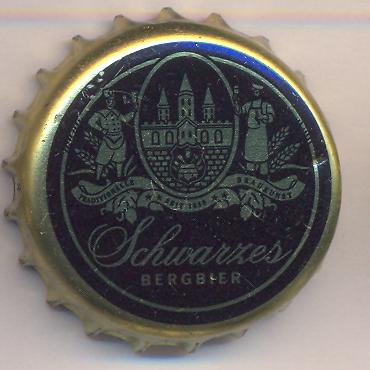 TRADITIONELLE BRAUKUNST
SEIT 1838
Schwarzes
BERGBIER